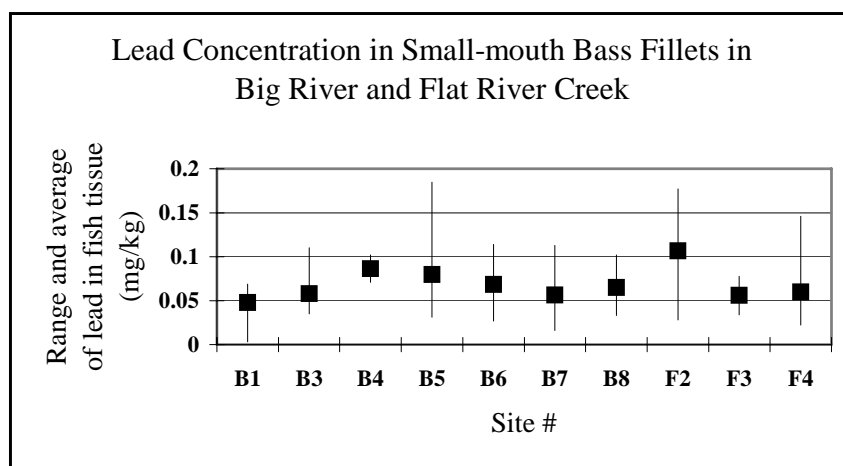 Lead Concentration in Small-mouth Bass Fillets in
Big River and Flat River Creek
Range and average
of lead in fish tissue
(mg/kg)
0.2
0.15
0.1
0.05
0
B1 B3 B4 B5 B6 B7 B8 F2 F3 F4
Site #